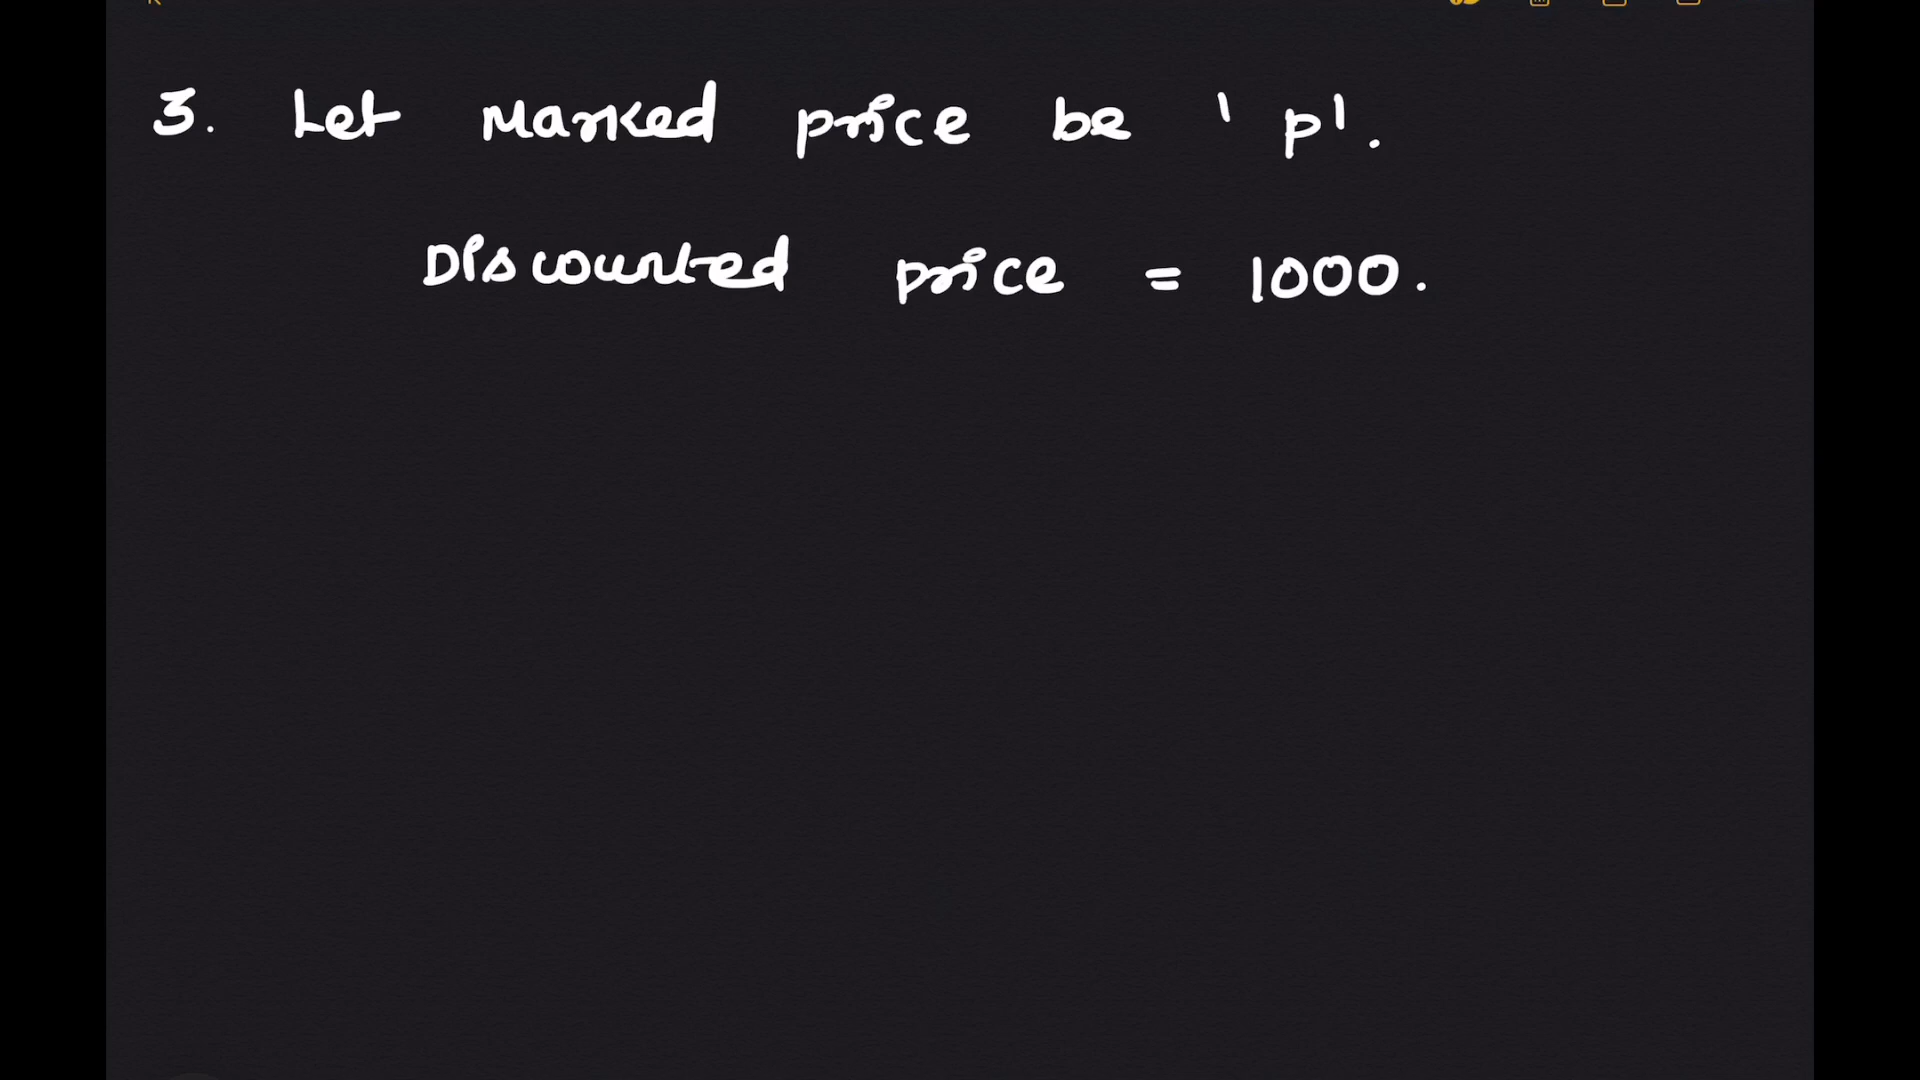 3. Let Marked price be ' p'.
Discounted price = 1000.